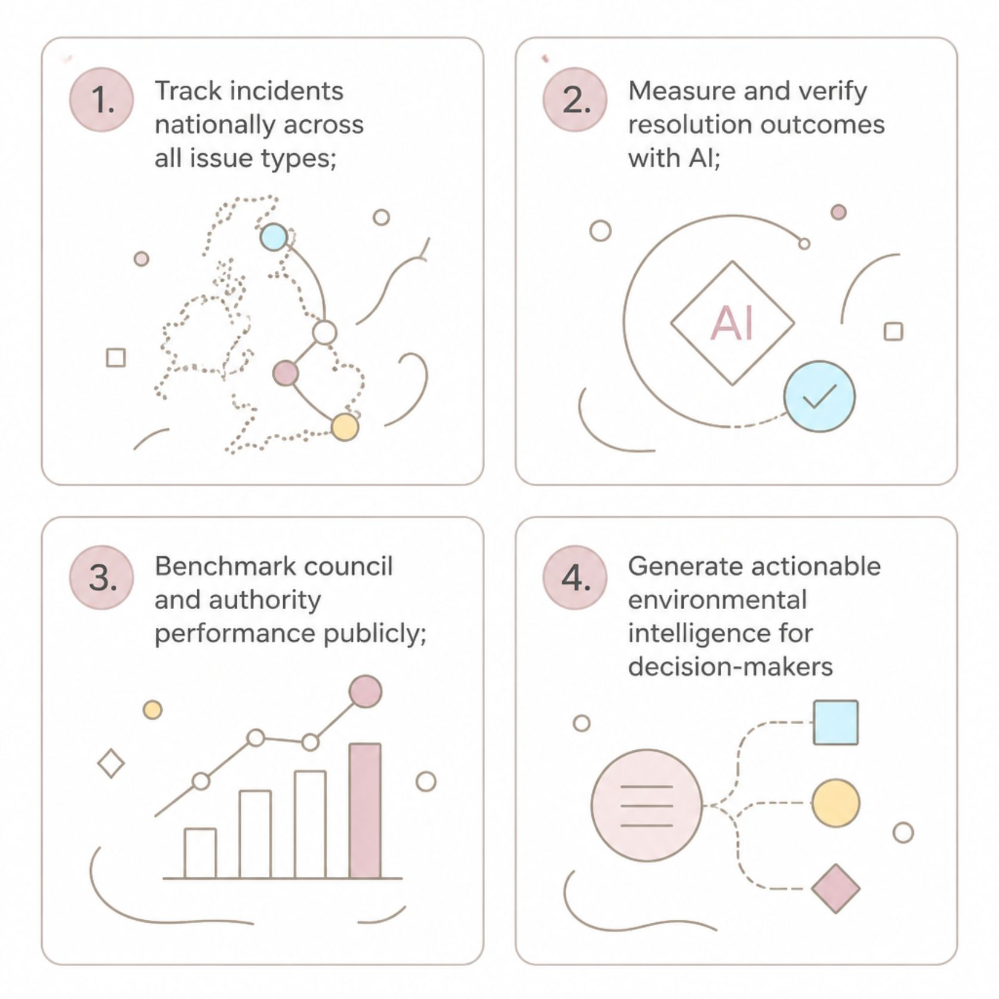 1.
Track incidents
nationally across
all issue types;
2.
Measure and verify
resolution outcomes
with AI;
AI
3.
Benchmark council
and authority
performance publicly;
4.
Generate actionable
environmental
intelligence for
decision-makers